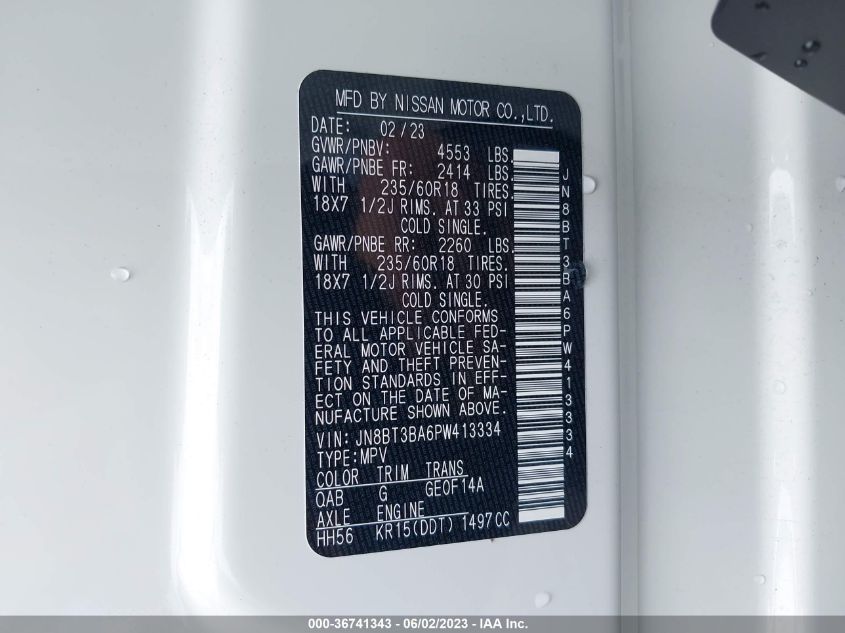 MFD BY NISSAN MOTOR CO.,LTD.
DATE: 02/23
GVWR/PNBV: 4553 LBS.
GAWR/PNBE FR: 2414 LBS.
WITH 235/60R18 TIRES.
18X7 1/2J RIMS. AT 33 PSI
COLD SINGLE.
GAWR/PNBE RR: 2260 LBS.
WITH 235/60R18 TIRES.
18X7 1/2J RIMS. AT 30 PSI
COLD SINGLE.
THIS VEHICLE CONFORMS
TO ALL APPLICABLE FED-
ERAL MOTOR VEHICLE SA-
FETY AND THEFT PREVEN-
TION STANDARDS IN EFF-
ECT ON THE DATE OF MA-
NUFACTURE SHOWN ABOVE.
VIN: JN8BT3BA6PW413334
TYPE:MPV
COLOR TRIM TRANS
QAB G GE0F14A
AXLE ENGINE
HH56 KR15(DDT) 1497CC
JN8BT3BA6PW413334
000-36741343 - 06/02/2023 - IAA Inc.